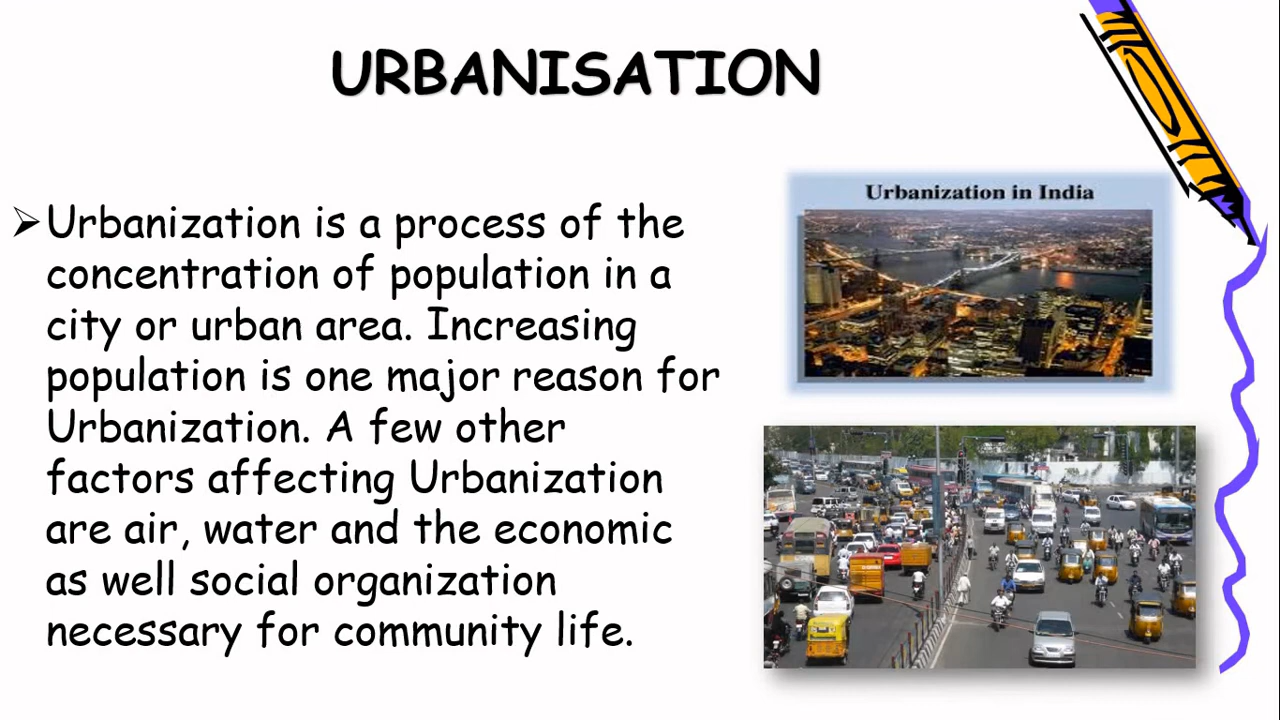 URBANISATION
Urbanization is a process of the
concentration of population in a
city or urban area. Increasing
population is one major reason for
Urbanization. A few other
factors affecting Urbanization
are air, water and the economic
as well social organization
necessary for community life.
Urbanization in India